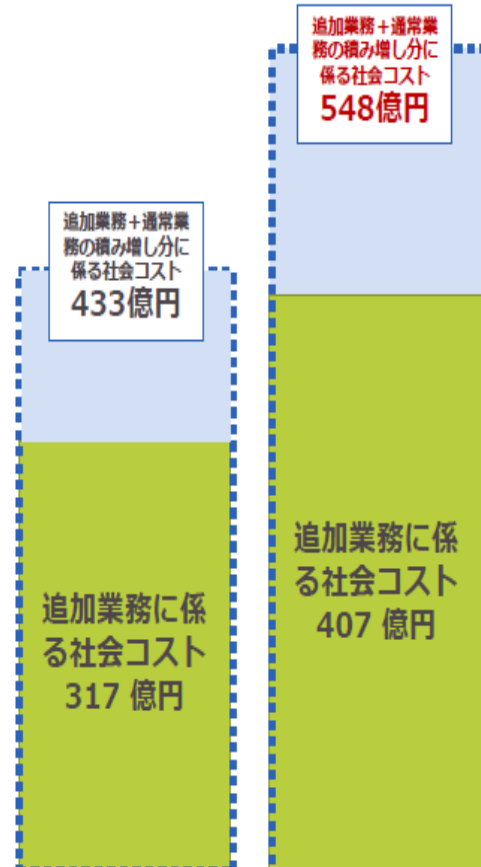 追加業務＋通常業
務の積み増し分に
係る社会コスト
433億円
追加業務に係
る社会コスト
317 億円
追加業務＋通常業
務の積み増し分に
係る社会コスト
548億円
追加業務に係
る社会コスト
407 億円